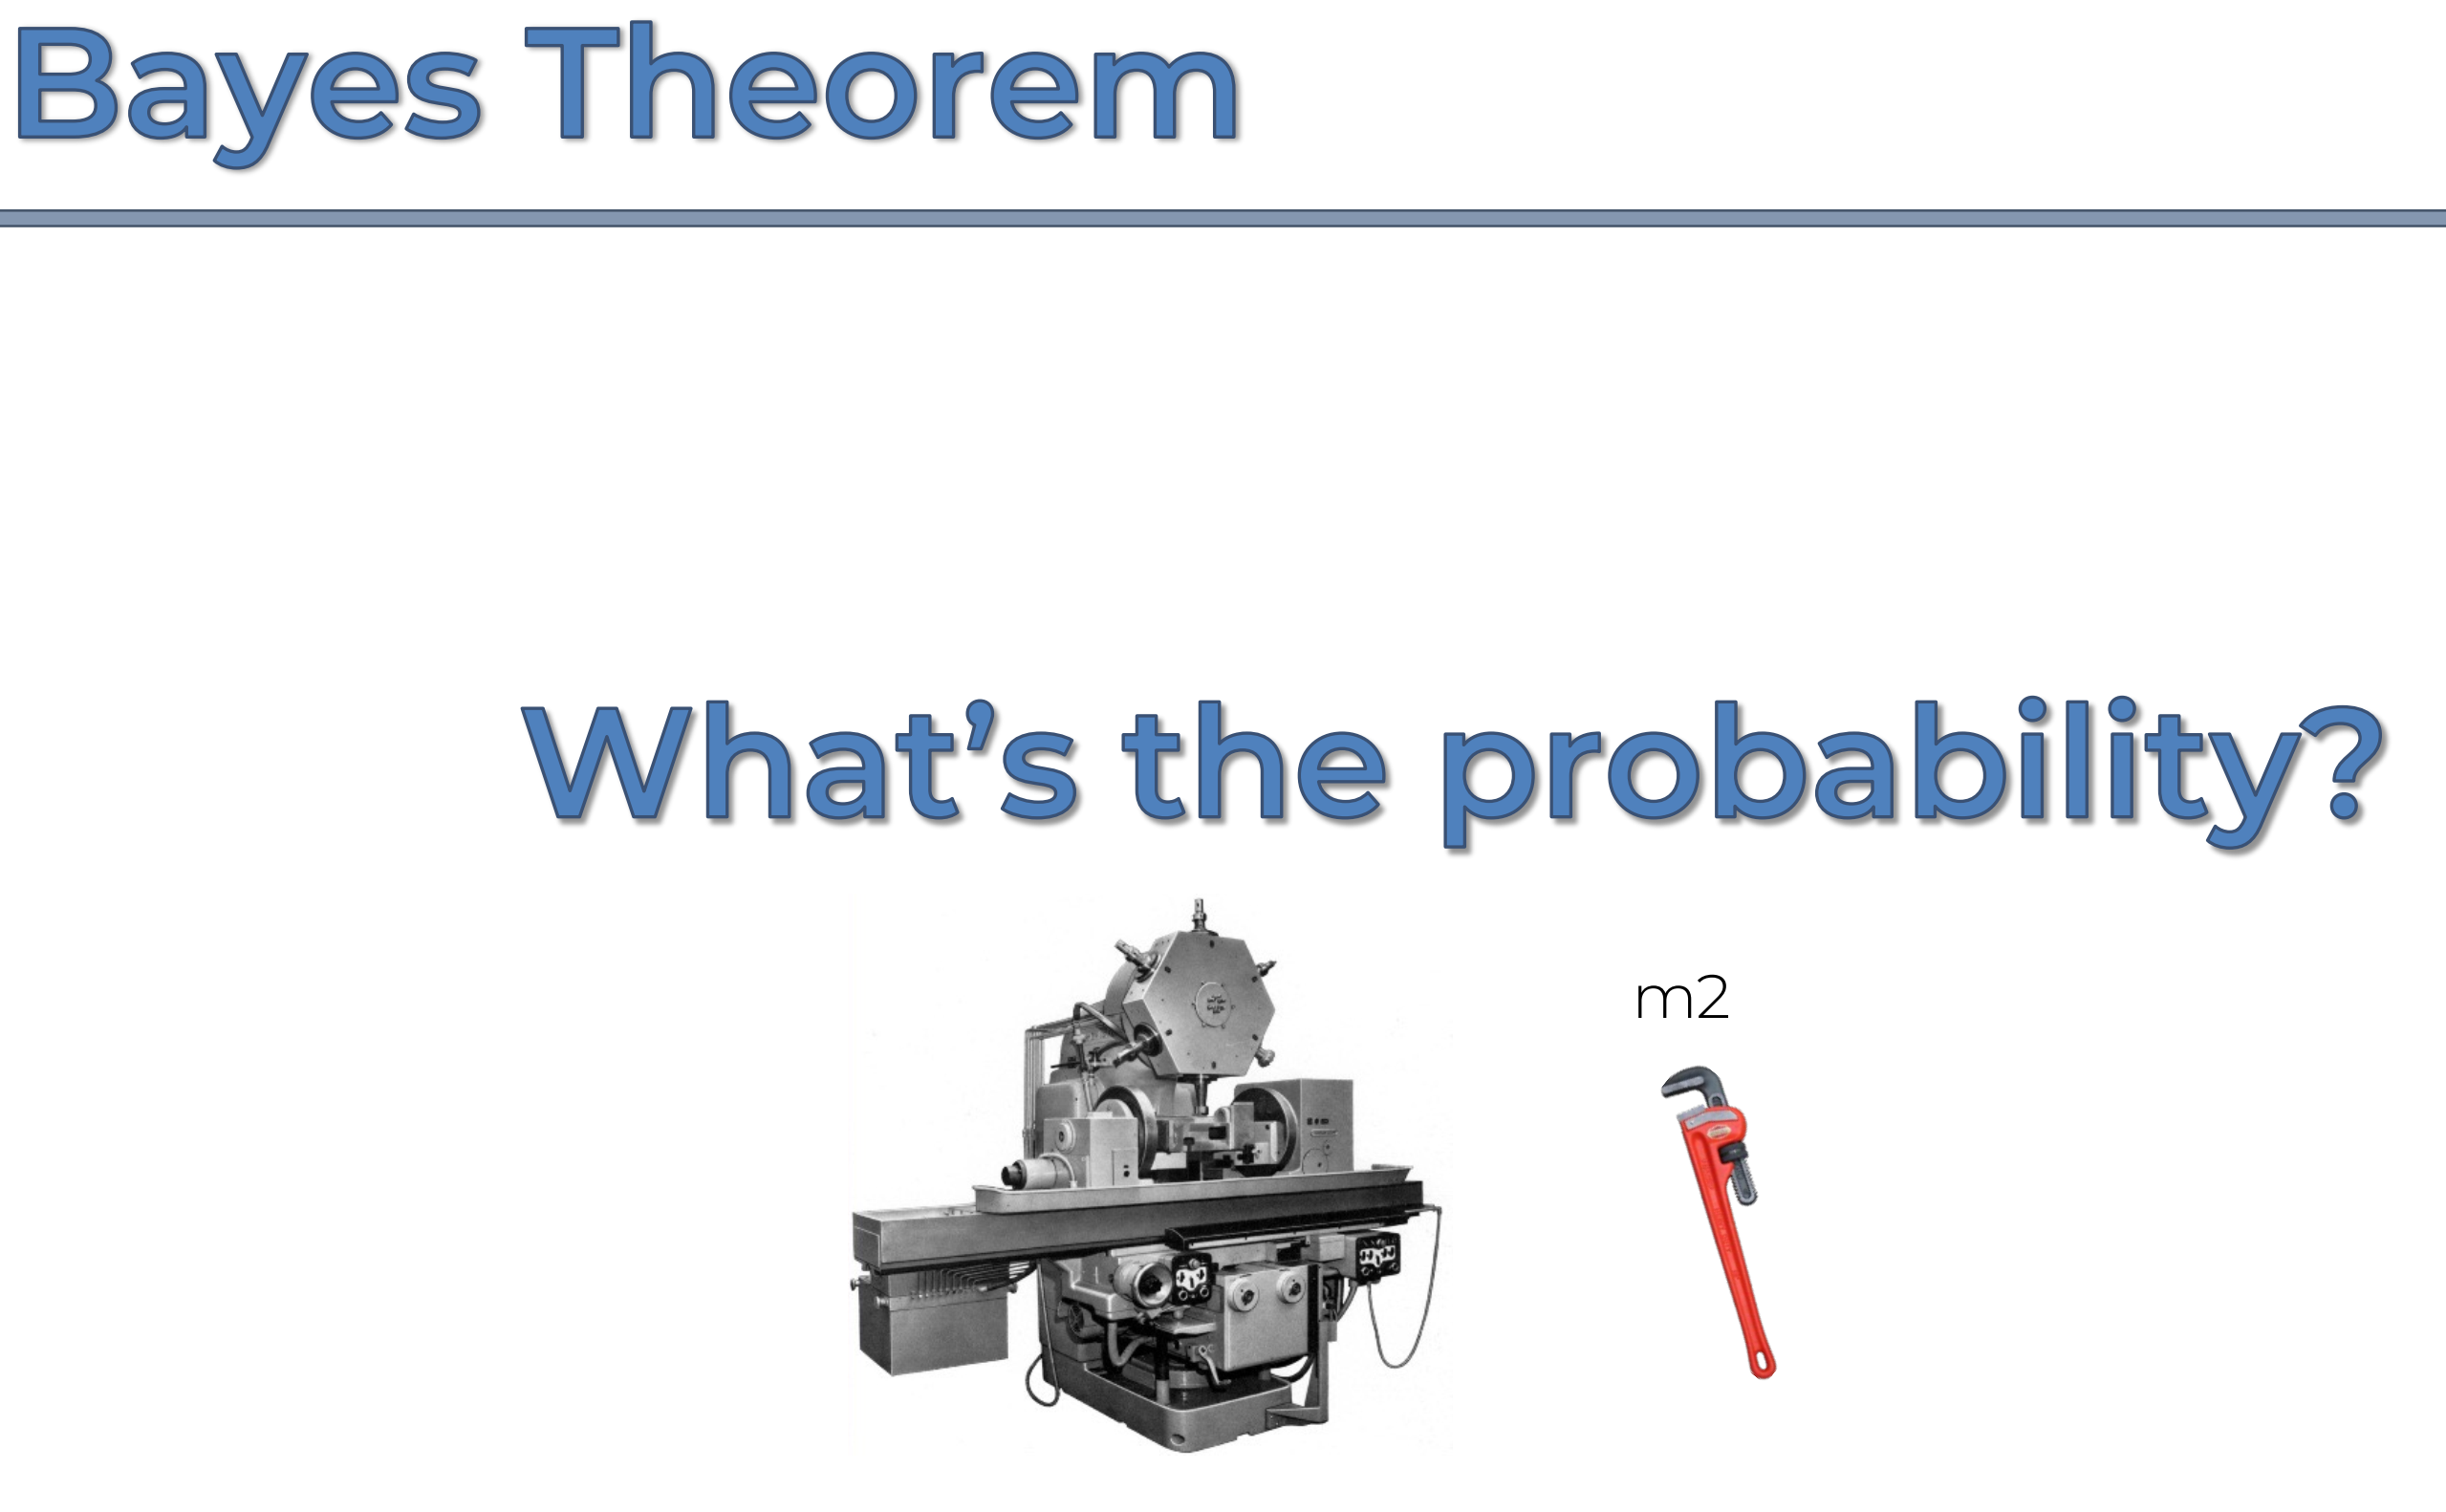 Bayes Theorem
What’s the probability?
m2